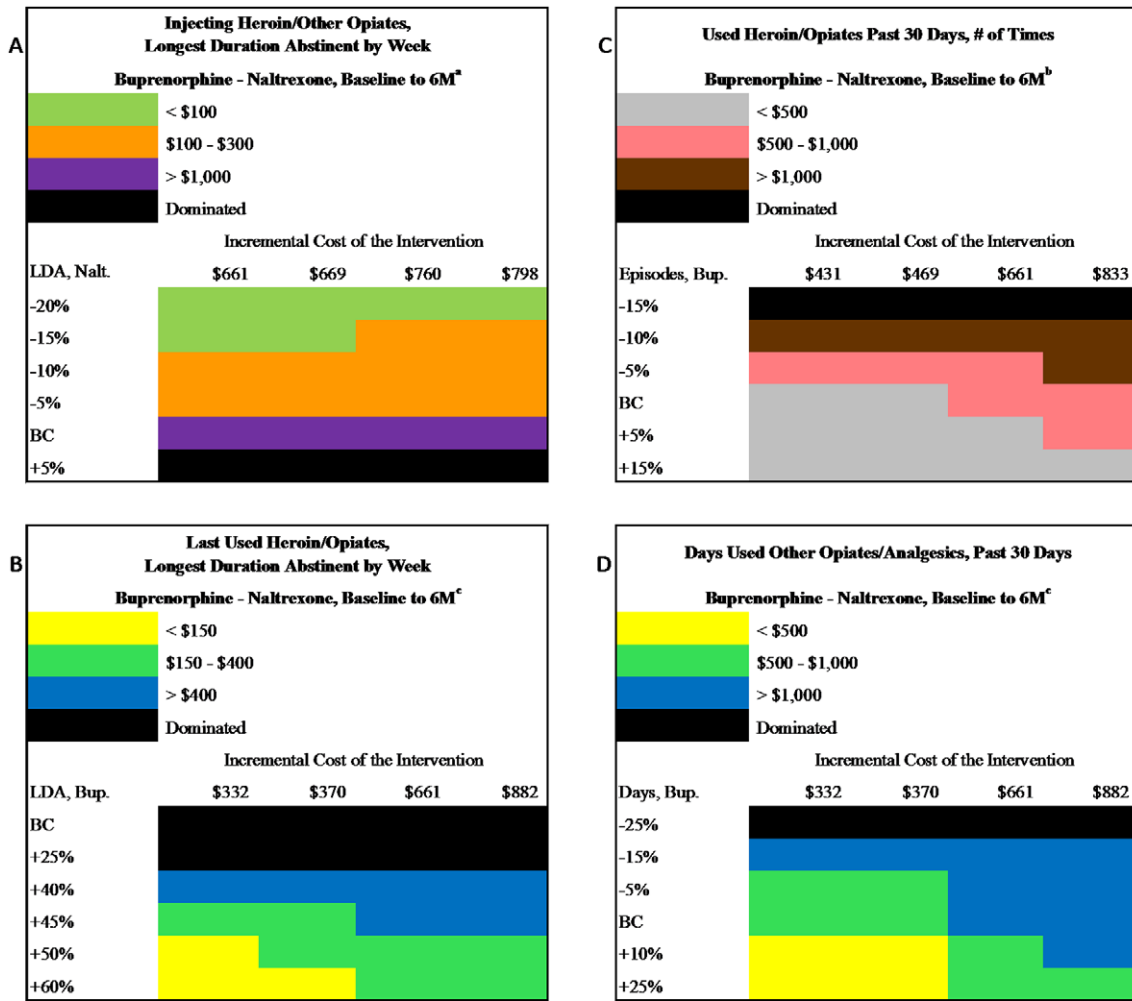 A
Injecting Heroin/Other Opiates,
Longest Duration Abstinent by Week
Buprenorphine - Naltrexone, Baseline to 6Mᵃ
< $100
$100 - $300
> $1,000
Dominated
Incremental Cost of the Intervention
LDA, Nalt. $661 $669 $760 $798
-20%
-15%
-10%
-5%
BC
+5%
C
Used Heroin/Opiates Past 30 Days, # of Times
Buprenorphine - Naltrexone, Baseline to 6Mᵇ
< $500
$500 - $1,000
> $1,000
Dominated
Incremental Cost of the Intervention
Episodes, Bup. $431 $469 $661 $833
-15%
-10%
-5%
BC
+5%
+15%
B
Last Used Heroin/Opiates,
Longest Duration Abstinent by Week
Buprenorphine - Naltrexone, Baseline to 6Mᶜ
< $150
$150 - $400
> $400
Dominated
Incremental Cost of the Intervention
LDA, Bup. $332 $370 $661 $882
BC
+25%
+40%
+45%
+50%
+60%
D
Days Used Other Opiates/Analgesics, Past 30 Days
Buprenorphine - Naltrexone, Baseline to 6Mᶜ
< $500
$500 - $1,000
> $1,000
Dominated
Incremental Cost of the Intervention
Days, Bup. $332 $370 $661 $882
-25%
-15%
-5%
BC
+10%
+25%